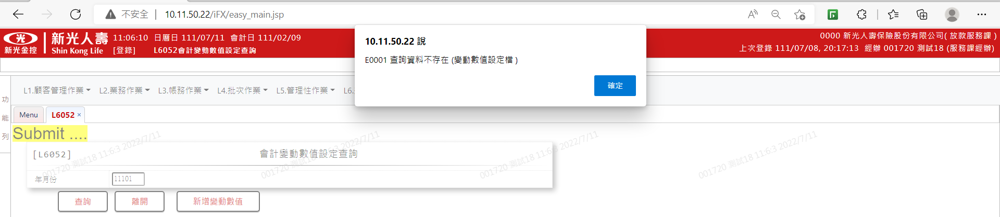 不安全 10.11.50.22/iFX/easy_main.jsp
新光金控
新光人壽
Shin Kong Life
11:06:10 日曆日 111/07/11 會計日 111/02/09
[登錄] L6052會計變動數值設定查詢
0000 新光人壽保險股份有限公司( 放款服務課 )
上次登錄 111/07/08, 20:17:13 經辦 001720 測試18 (服務課經辦)
10.11.50.22 說
E0001 查詢資料不存在 (變動數值設定檔 )
確定
功能列
L1.顧客管理作業 L2.業務作業 L3.帳務作業 L4.批次作業 L5.管理性作業 L6.
Menu L6052 ×
Submit ....
[L6052] 會計變動數值設定查詢
年月份 11101
查詢 離開 新增變動數值
001720 測試18 11:6:3 2022/7/11
001720 測試18 11:6:3 2022/7/11
001720 測試18 11:6:3 2022/7/11
001720 測試18 11:6:3 2022/7/11